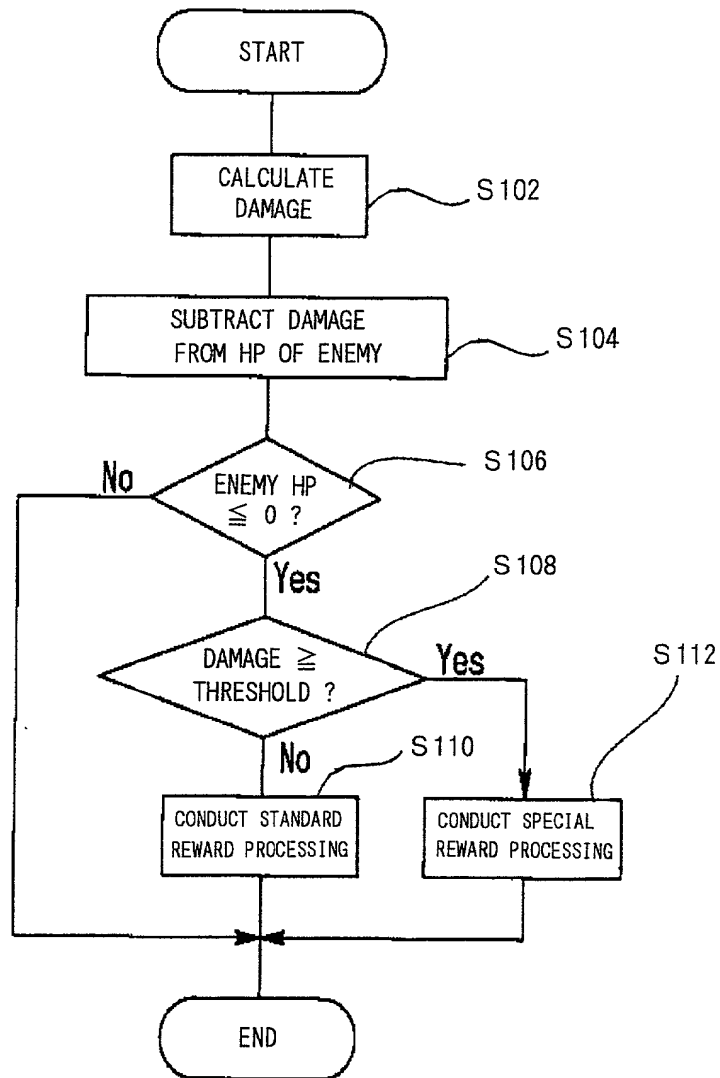 START
CALCULATE
DAMAGE
S102
SUBTRACT DAMAGE
FROM HP OF ENEMY
S104
No
ENEMY HP
≦ 0 ?
S106
Yes
S108
DAMAGE ≧
THRESHOLD ?
Yes
S112
No
S110
CONDUCT STANDARD
REWARD PROCESSING
CONDUCT SPECIAL
REWARD PROCESSING
END